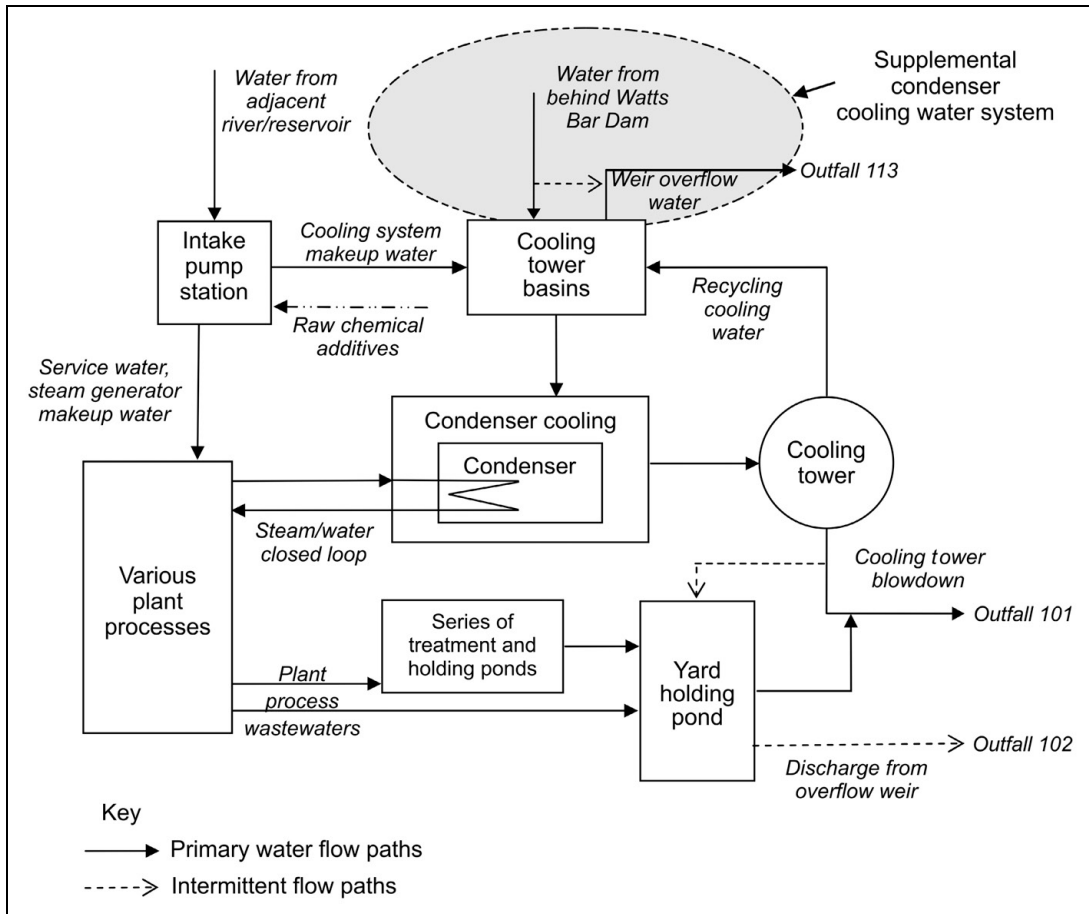 Water from
adjacent
river/reservoir
Water from
behind Watts
Bar Dam
Supplemental
condenser
cooling water system
Weir overflow
water
Outfall 113
Intake
pump
station
Cooling system
makeup water
Cooling
tower
basins
Recycling
cooling
water
Raw chemical
additives
Service water,
steam generator
makeup water
Condenser cooling
Condenser
Cooling
tower
Steam/water
closed loop
Various
plant
processes
Cooling tower
blowdown
Outfall 101
Series of
treatment and
holding ponds
Yard
holding
pond
Plant
process
wastewaters
Outfall 102
Discharge from
overflow weir
Key
Primary water flow paths
Intermittent flow paths